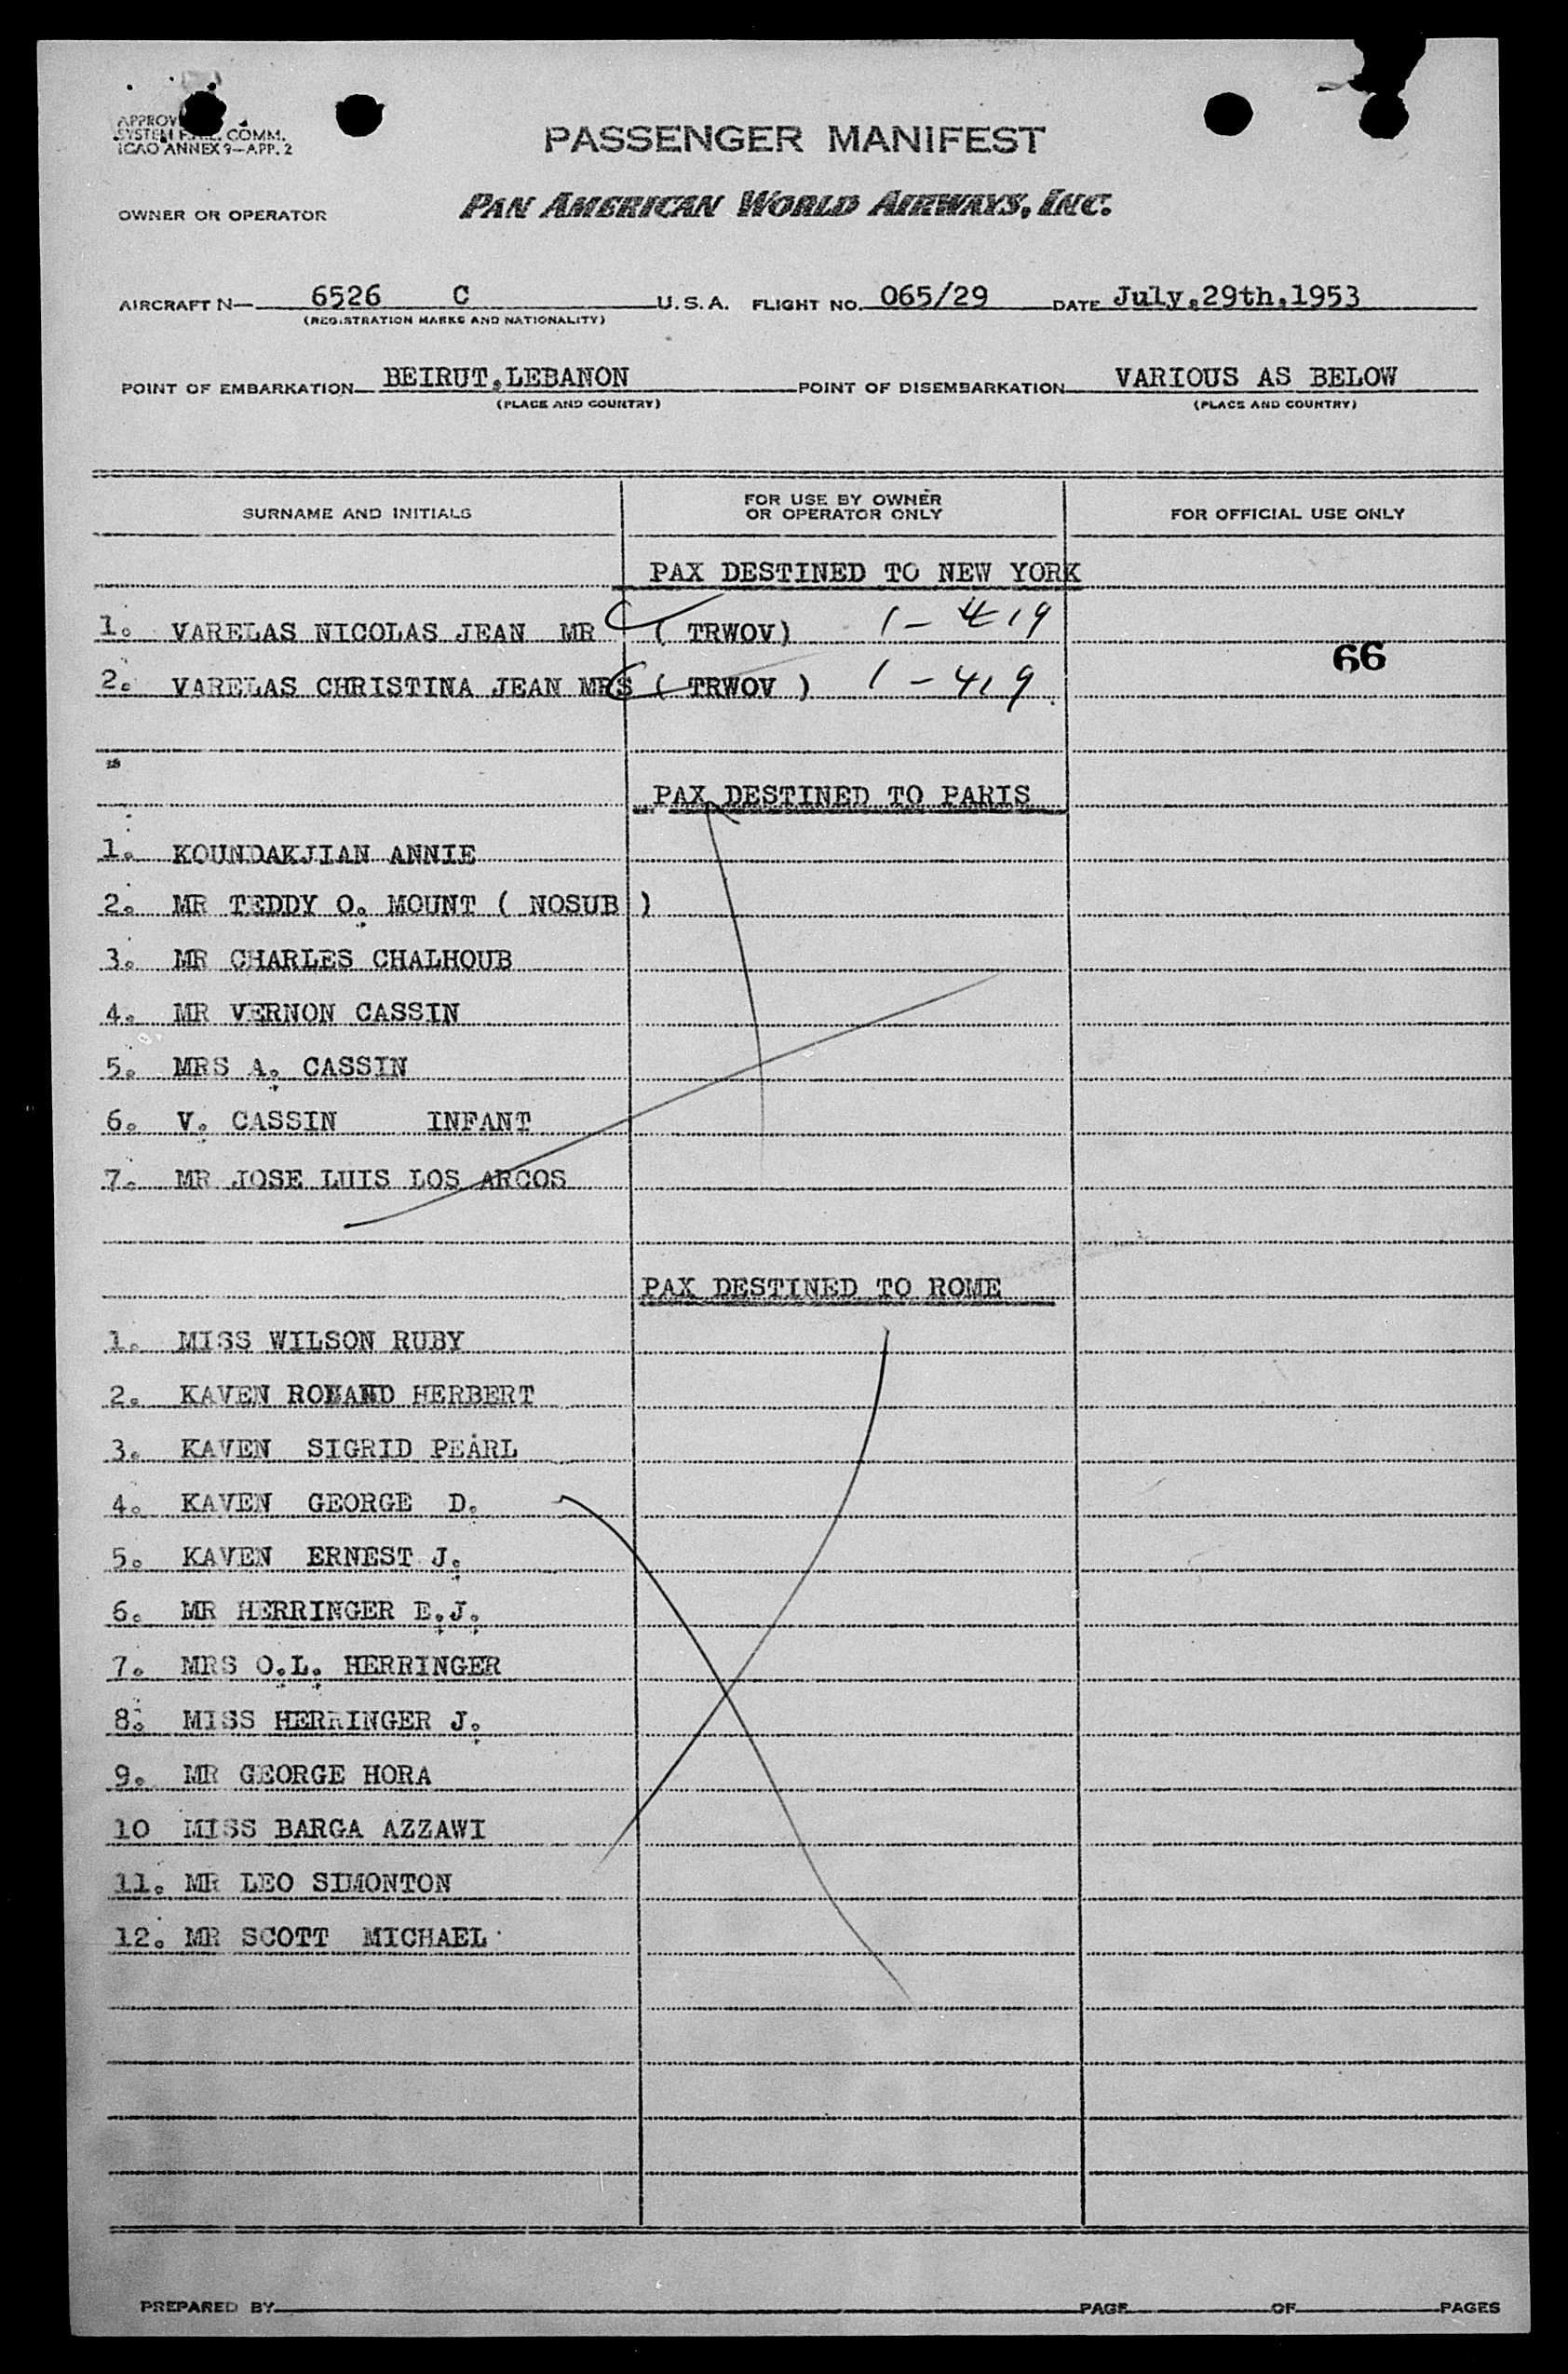 APPROV
SYSTEM F.A.L. COMM.
ICAO ANNEX 9—APP. 2
PASSENGER MANIFEST
OWNER OR OPERATOR PAN AMERICAN WORLD AIRWAYS, INC.
AIRCRAFT N— 6526 C U.S.A. FLIGHT NO. 065/29 DATE July.29th.1953
(REGISTRATION MARKS AND NATIONALITY)
POINT OF EMBARKATION BEIRUT.LEBANON POINT OF DISEMBARKATION VARIOUS AS BELOW
(PLACE AND COUNTRY) (PLACE AND COUNTRY)
SURNAME AND INITIALS FOR USE BY OWNER OR OPERATOR ONLY FOR OFFICIAL USE ONLY
PAX DESTINED TO NEW YORK
1. VARELAS NICOLAS JEAN MR ( TRWOV) 1 - 419
66
2. VARELAS CHRISTINA JEAN MRS ( TRWOV ) 1 - 419
PAX DESTINED TO PARIS
1. KOUNDAKJIAN ANNIE
2. MR TEDDY O. MOUNT ( NOSUB )
3. MR CHARLES CHALHOUB
4. MR VERNON CASSIN
5. MRS A. CASSIN
6. V. CASSIN INFANT
7. MR JOSE LUIS LOS ARCOS
PAX DESTINED TO ROME
1. MISS WILSON RUBY
2. KAVEN HERBERT
3. KAVEN SIGRID PEARL
4. KAVEN GEORGE D.
5. KAVEN ERNEST J.
6. MR HERRINGER E.J.
7. MRS O.L. HERRINGER
8. MISS HERRINGER J.
9. MR GEORGE HORA
10 MISS BARGA AZZAWI
11. MR LEO SIMONTON
12. MR SCOTT MICHAEL
PREPARED BY PAGE OF PAGES